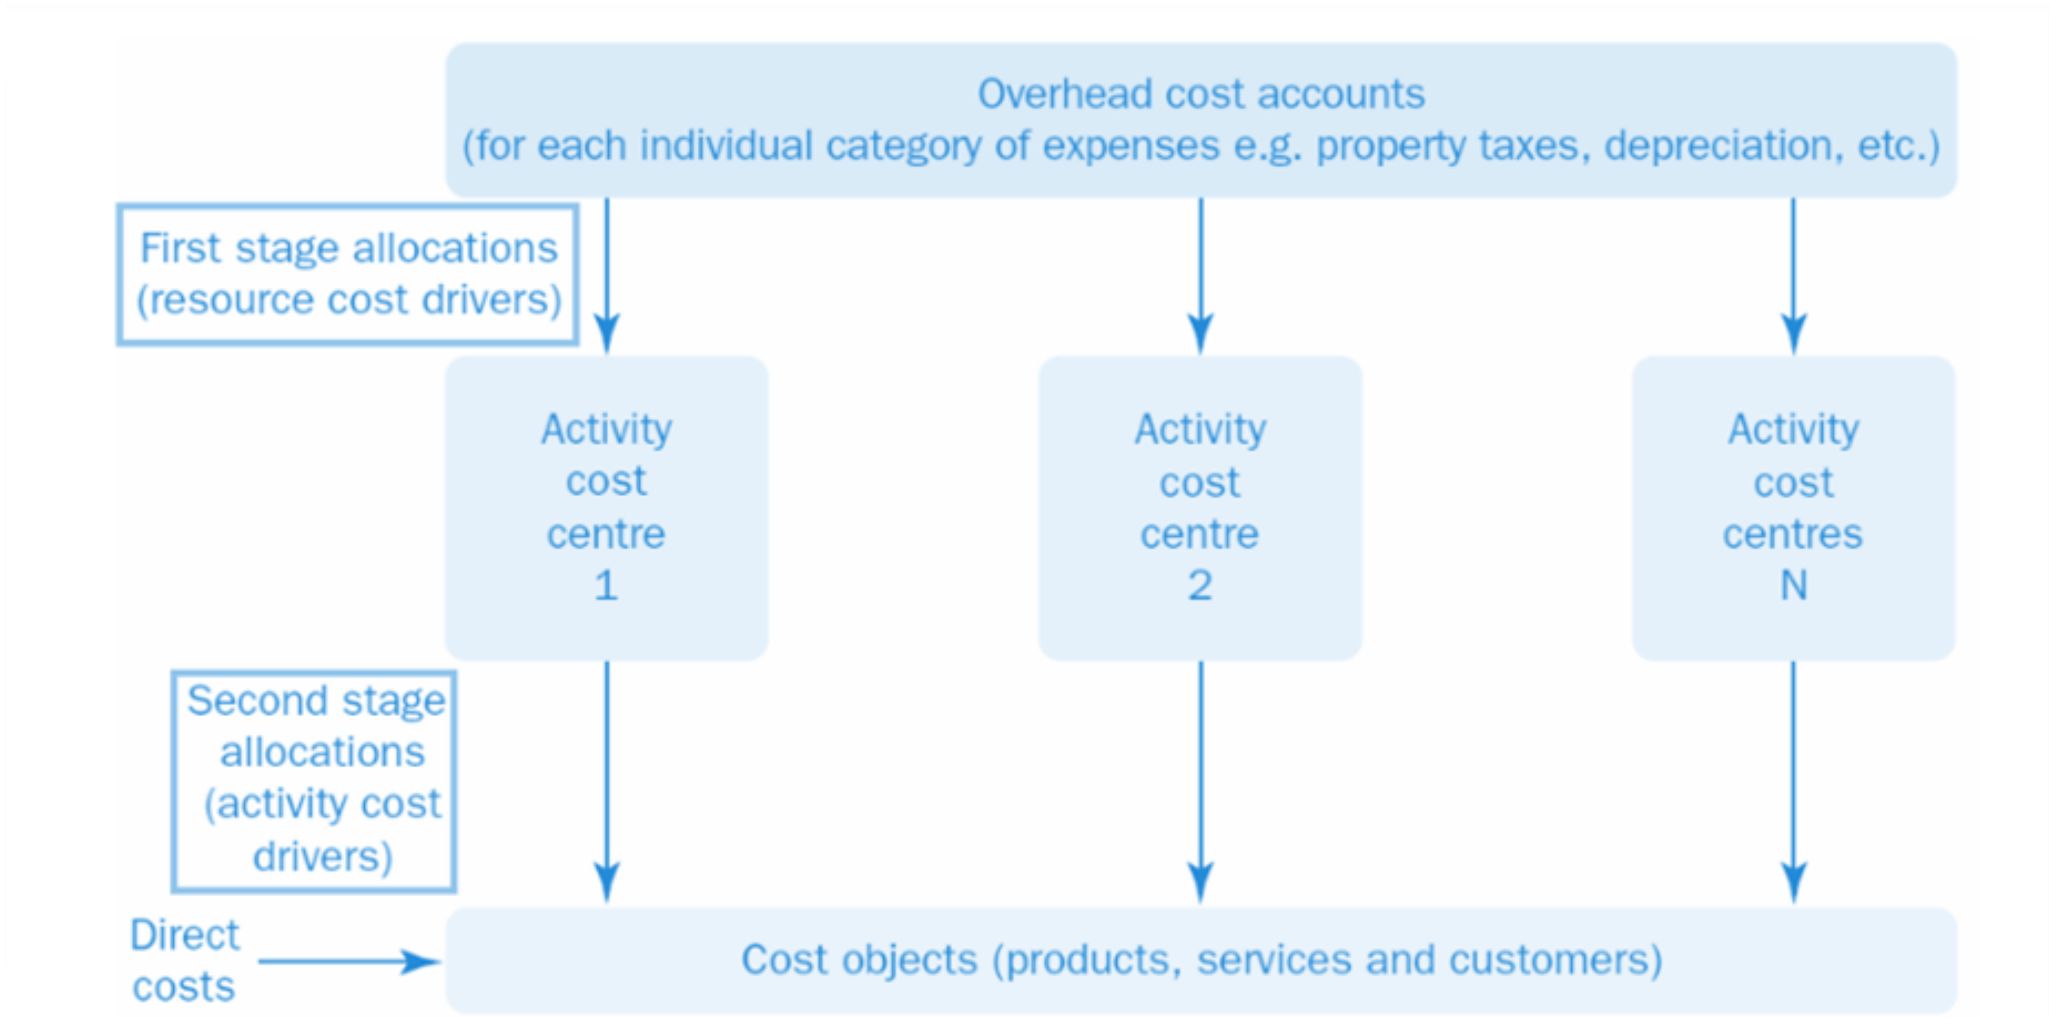 Overhead cost accounts
(for each individual category of expenses e.g. property taxes, depreciation, etc.)
First stage allocations
(resource cost drivers)
Activity
cost
centre
1
Activity
cost
centre
2
Activity
cost
centres
N
Second stage
allocations
(activity cost
drivers)
Direct
costs
Cost objects (products, services and customers)